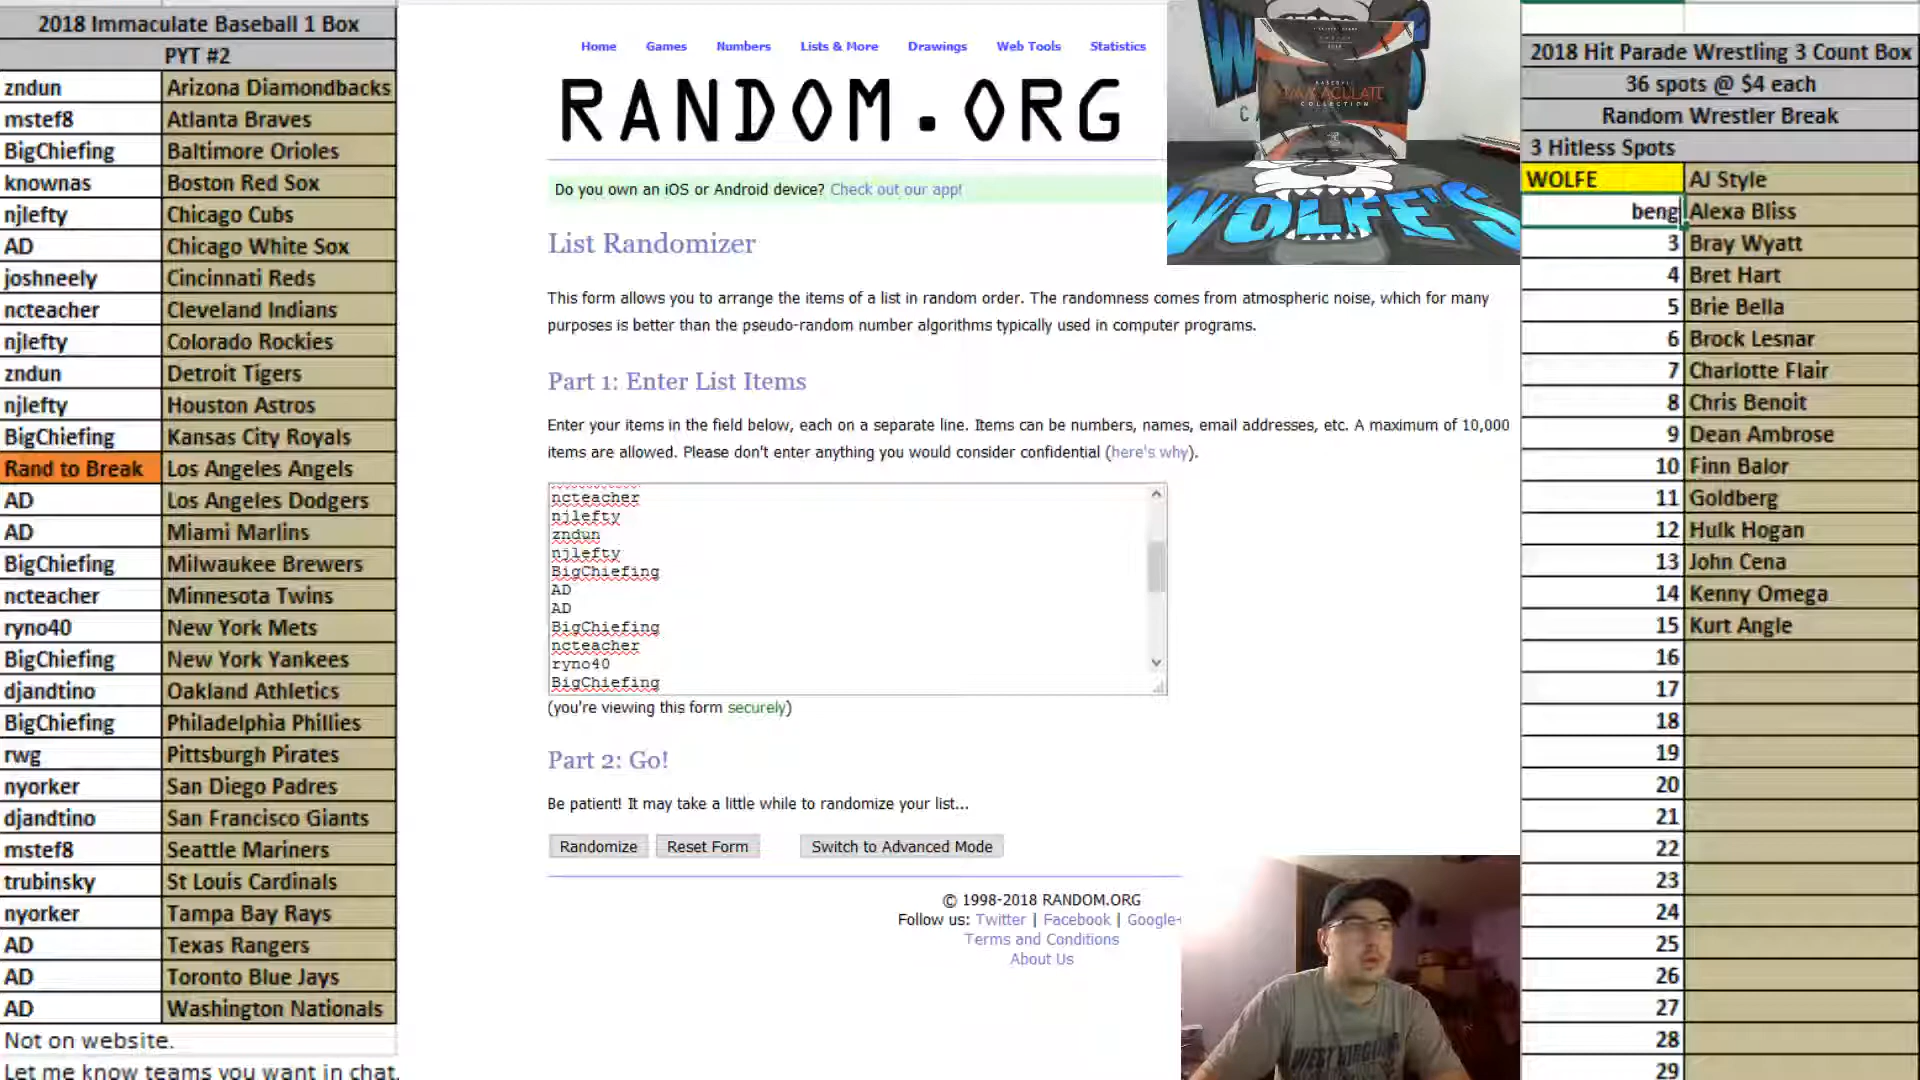 2018 Immaculate Baseball 1 Box
PYT #2
zndun Arizona Diamondbacks
mstef8 Atlanta Braves
BigChiefing Baltimore Orioles
knownas Boston Red Sox
njlefty Chicago Cubs
AD Chicago White Sox
joshneely Cincinnati Reds
ncteacher Cleveland Indians
njlefty Colorado Rockies
zndun Detroit Tigers
njlefty Houston Astros
BigChiefing Kansas City Royals
Rand to Break Los Angeles Angels
AD Los Angeles Dodgers
AD Miami Marlins
BigChiefing Milwaukee Brewers
ncteacher Minnesota Twins
ryno40 New York Mets
BigChiefing New York Yankees
djandtino Oakland Athletics
BigChiefing Philadelphia Phillies
rwg Pittsburgh Pirates
nyorker San Diego Padres
djandtino San Francisco Giants
mstef8 Seattle Mariners
trubinsky St Louis Cardinals
nyorker Tampa Bay Rays
AD Texas Rangers
AD Toronto Blue Jays
AD Washington Nationals
Not on website.
Let me know teams you want in chat.
Home Games Numbers Lists & More Drawings Web Tools Statistics
RANDOM.ORG
Do you own an iOS or Android device? Check out our app!
List Randomizer
This form allows you to arrange the items of a list in random order. The randomness comes from atmospheric noise, which for many
purposes is better than the pseudo-random number algorithms typically used in computer programs.
Part 1: Enter List Items
Enter your items in the field below, each on a separate line. Items can be numbers, names, email addresses, etc. A maximum of 10,000
items are allowed. Please don't enter anything you would consider confidential (here's why).
ncteacher
njlefty
zndun
njlefty
BigChiefing
AD
AD
BigChiefing
ncteacher
ryno40
BigChiefing
(you're viewing this form securely)
Part 2: Go!
Be patient! It may take a little while to randomize your list...
Randomize Reset Form Switch to Advanced Mode
© 1998-2018 RANDOM.ORG
Follow us: Twitter | Facebook | Google+
Terms and Conditions
About Us
BASEBALL
IMMACULATE
COLLECTION
WOLFE'S
WEST VIRGINIA
2018 Hit Parade Wrestling 3 Count Box
36 spots @ $4 each
Random Wrestler Break
3 Hitless Spots
WOLFE AJ Style
beng Alexa Bliss
3 Bray Wyatt
4 Bret Hart
5 Brie Bella
6 Brock Lesnar
7 Charlotte Flair
8 Chris Benoit
9 Dean Ambrose
10 Finn Balor
11 Goldberg
12 Hulk Hogan
13 John Cena
14 Kenny Omega
15 Kurt Angle
16
17
18
19
20
21
22
23
24
25
26
27
28
29